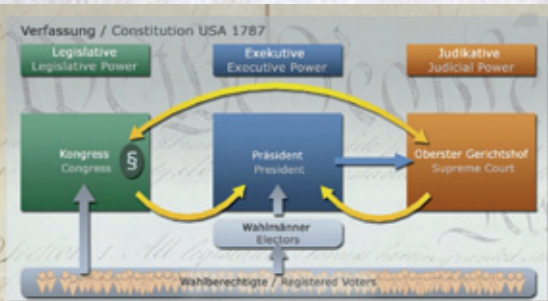 Verfassung / Constitution USA 1787
Legislative
Legislative Power
Exekutive
Executive Power
Judikative
Judicial Power
Kongress
Congress
§
Präsident
President
Oberster Gerichtshof
Supreme Court
Wahlmänner
Electors
Wahlberechtigte / Registered Voters